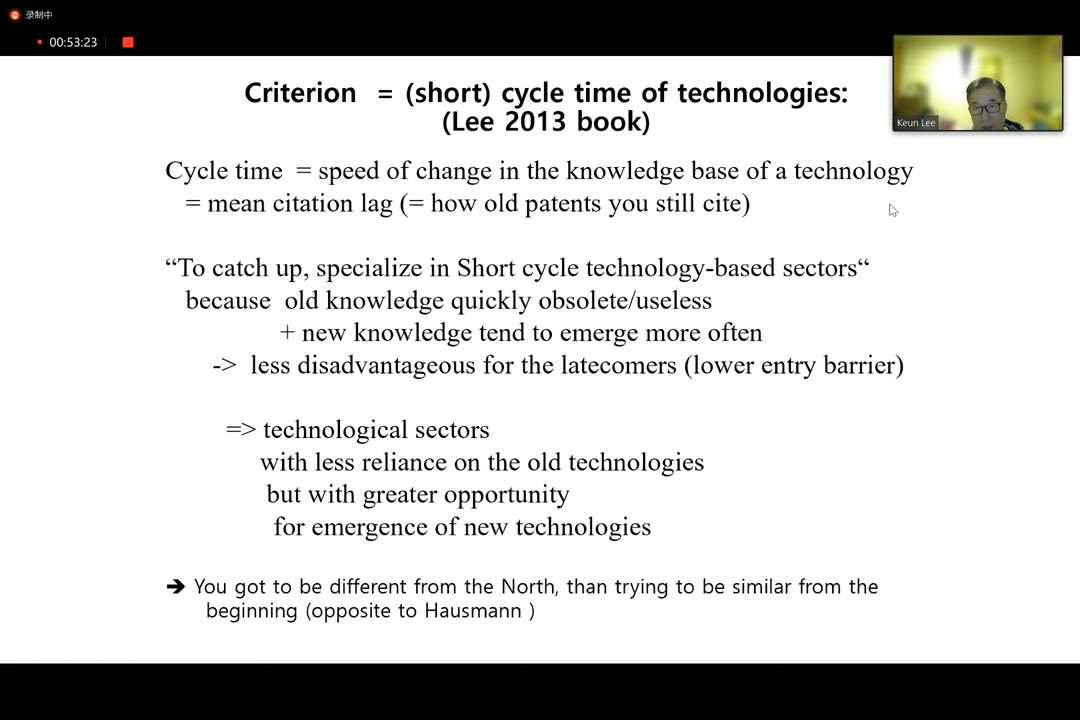 录制中
00:53:23
Criterion = (short) cycle time of technologies:
(Lee 2013 book)
Keun Lee
Cycle time = speed of change in the knowledge base of a technology
= mean citation lag (= how old patents you still cite)
“To catch up, specialize in Short cycle technology-based sectors“
because old knowledge quickly obsolete/useless
+ new knowledge tend to emerge more often
-> less disadvantageous for the latecomers (lower entry barrier)
=> technological sectors
with less reliance on the old technologies
but with greater opportunity
for emergence of new technologies
➔ You got to be different from the North, than trying to be similar from the
beginning (opposite to Hausmann )